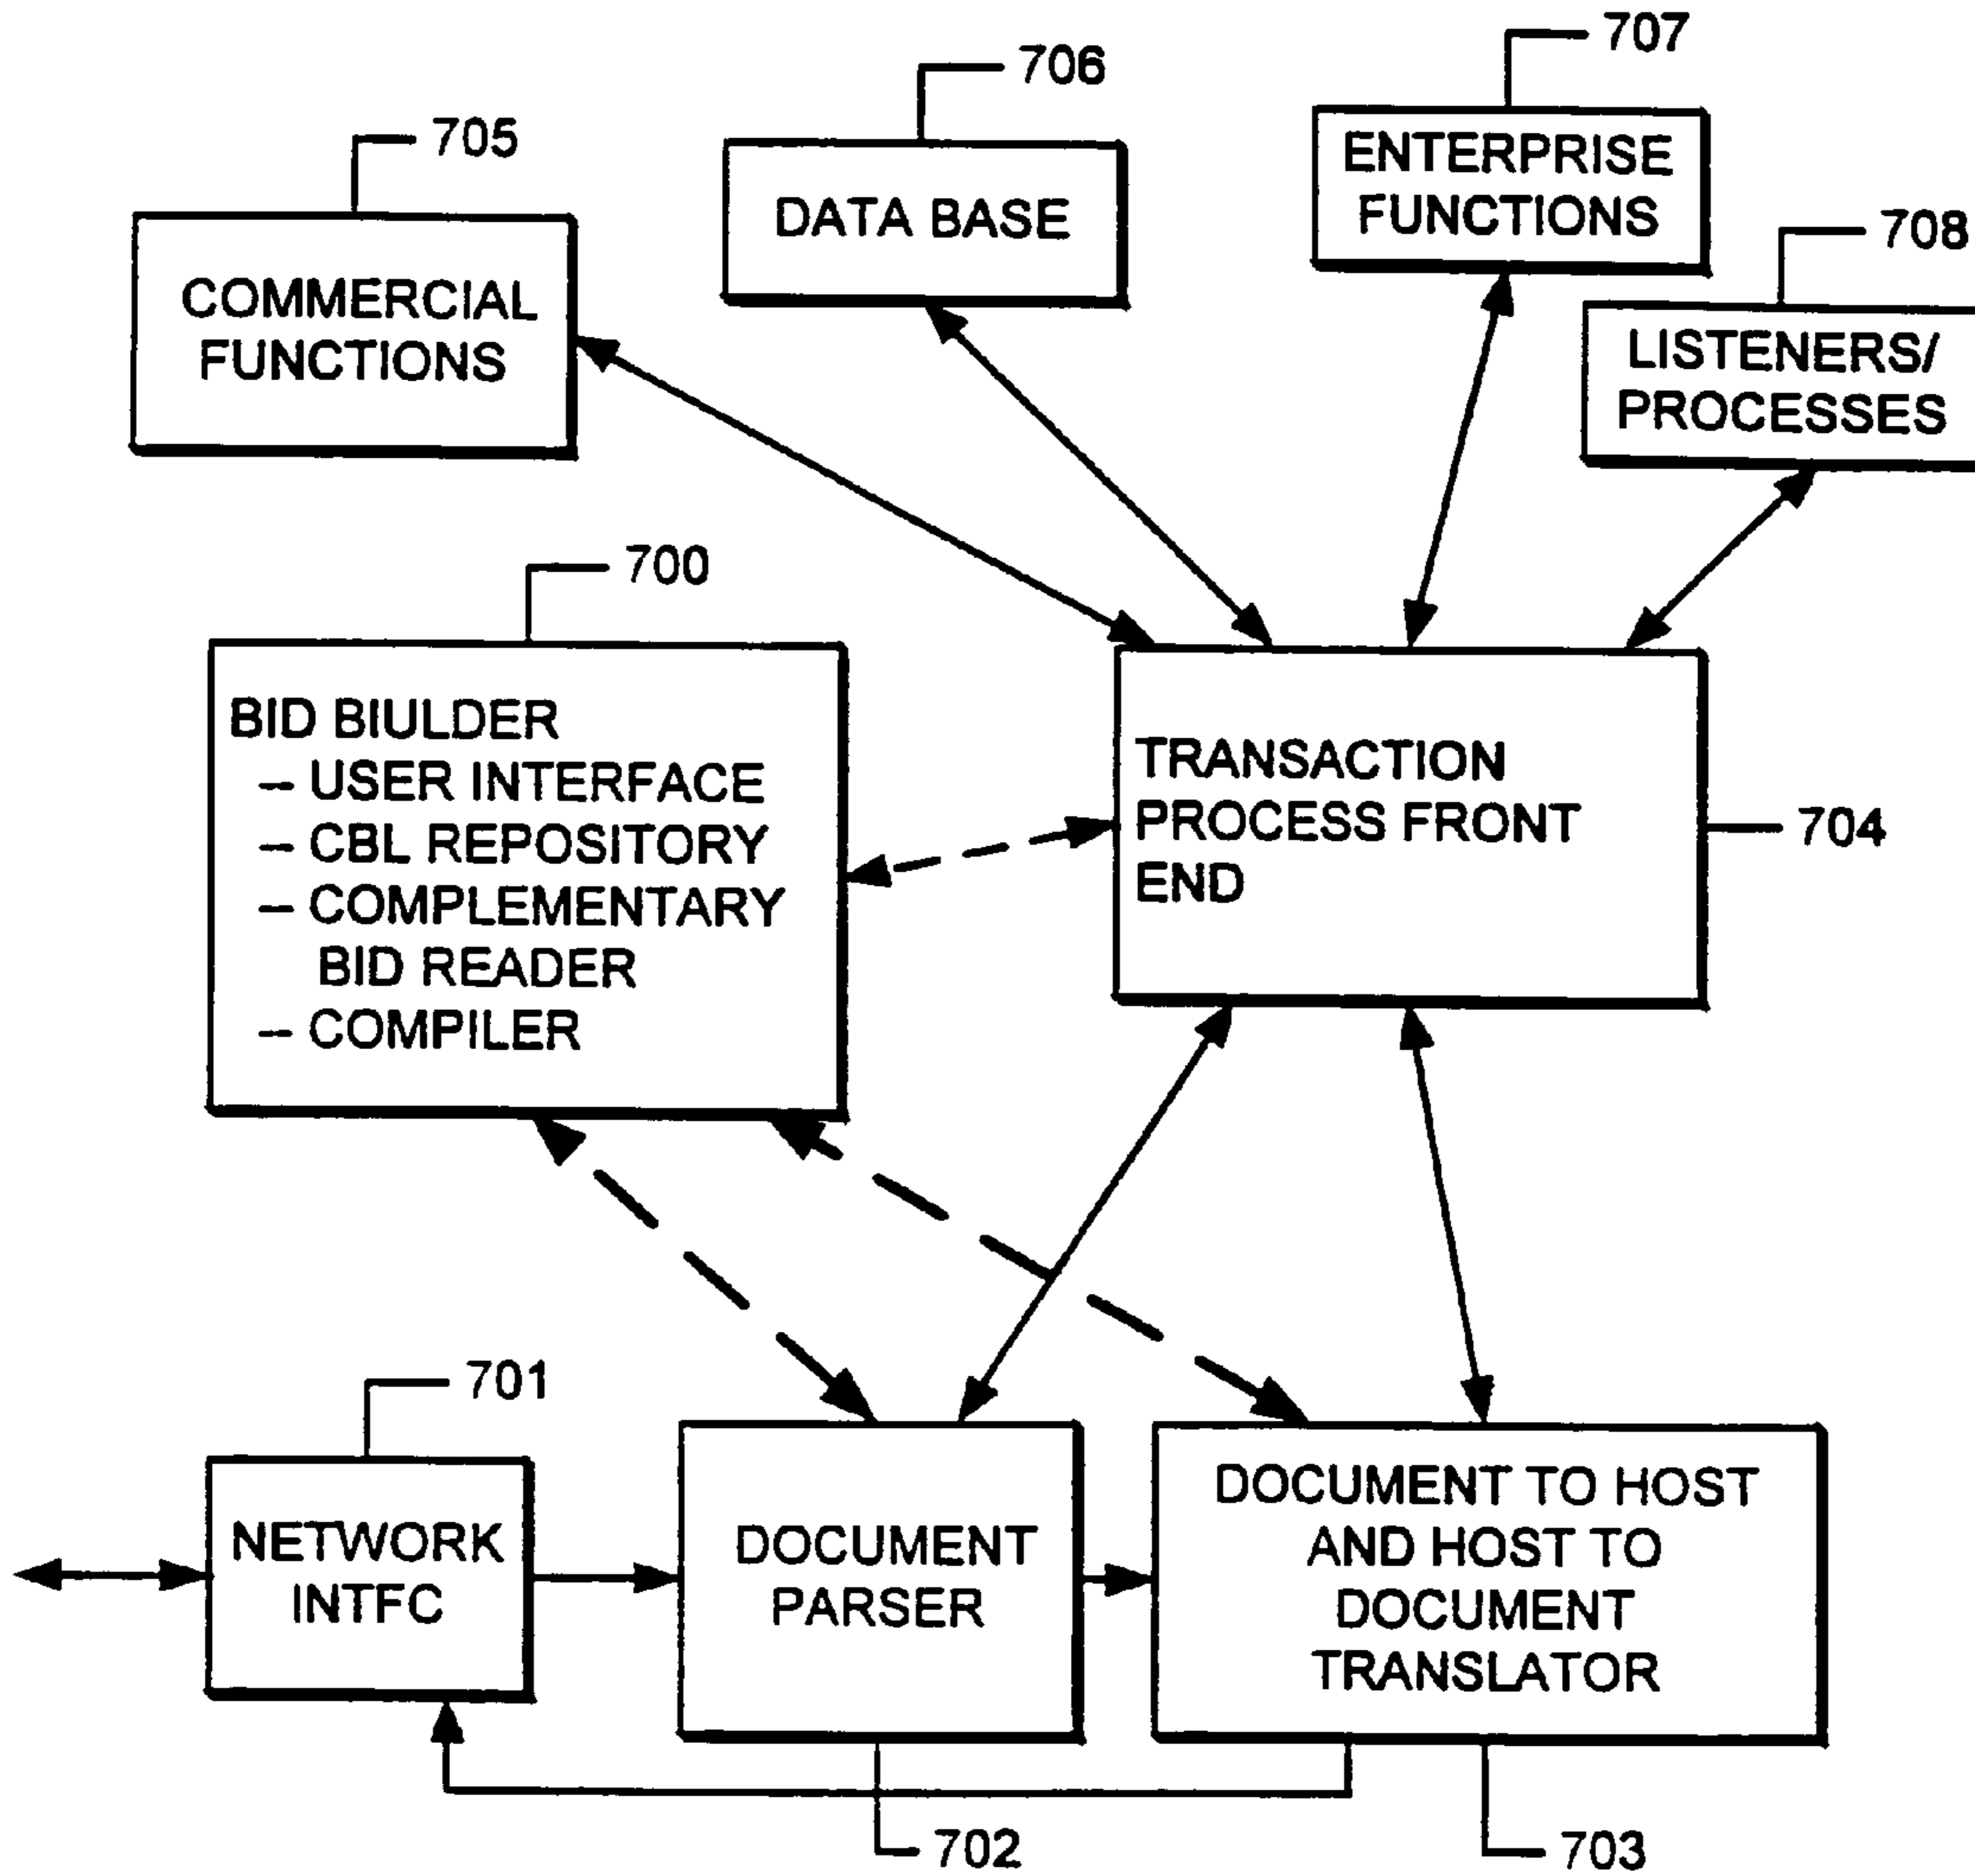 707
706
705
ENTERPRISE
FUNCTIONS
DATA BASE
708
COMMERCIAL
FUNCTIONS
LISTENERS/
PROCESSES
700
BID BIULDER
– USER INTERFACE
– CBL REPOSITORY
– COMPLEMENTARY
BID READER
– COMPILER
TRANSACTION
PROCESS FRONT
END
704
701
NETWORK
INTFC
DOCUMENT
PARSER
DOCUMENT TO HOST
AND HOST TO
DOCUMENT
TRANSLATOR
702
703